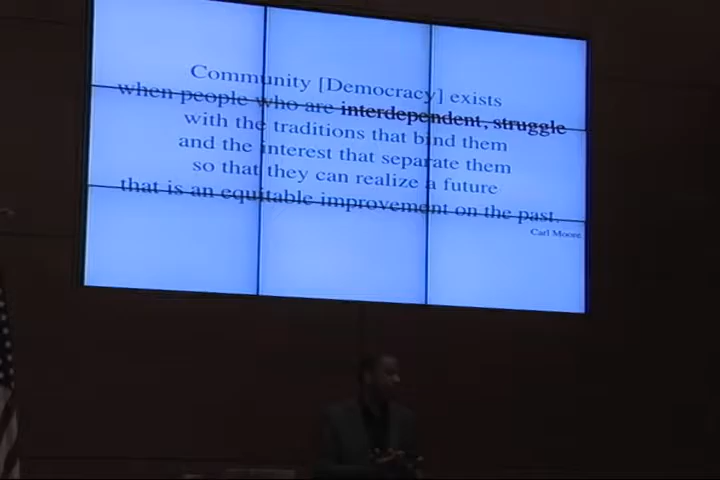 Community [Democracy] exists
when people who are interdependent, struggle
with the traditions that bind them
and the interest that separate them
so that they can realize a future
that is an equitable improvement on the past.
Carl Moore